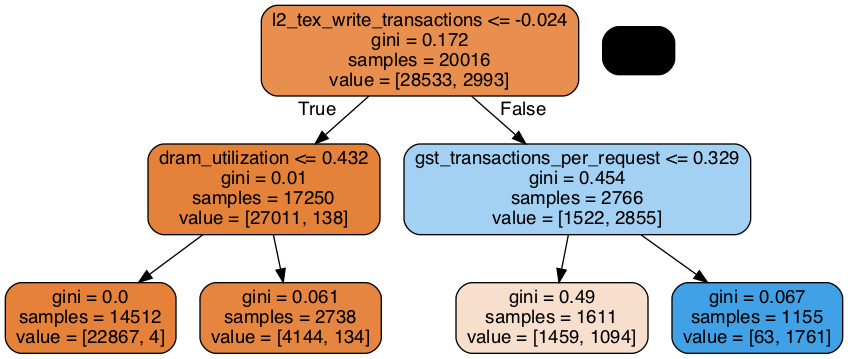 l2_tex_write_transactions <= -0.024
gini = 0.172
samples = 20016
value = [28533, 2993]
True
False
dram_utilization <= 0.432
gini = 0.01
samples = 17250
value = [27011, 138]
gst_transactions_per_request <= 0.329
gini = 0.454
samples = 2766
value = [1522, 2855]
gini = 0.0
samples = 14512
value = [22867, 4]
gini = 0.061
samples = 2738
value = [4144, 134]
gini = 0.49
samples = 1611
value = [1459, 1094]
gini = 0.067
samples = 1155
value = [63, 1761]